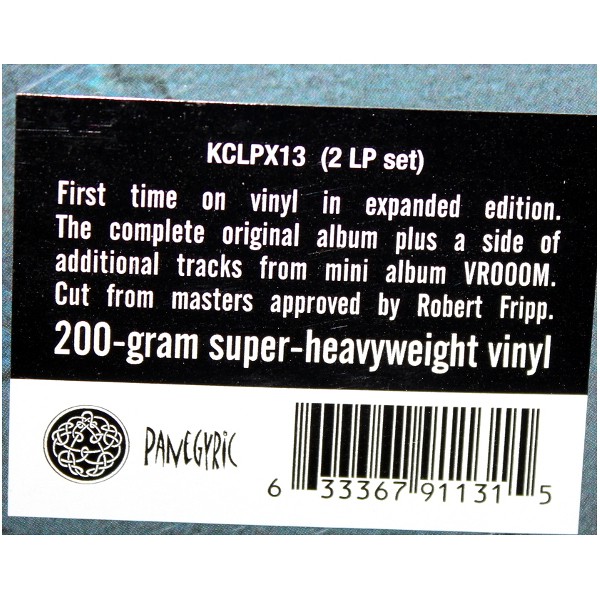 KCLPX13 (2 LP set)
First time on vinyl in expanded edition.
The complete original album plus a side of
additional tracks from mini album VROOOM.
Cut from masters approved by Robert Fripp.
200-gram super-heavyweight vinyl
PANEGYRIC
6 33367 91131 5